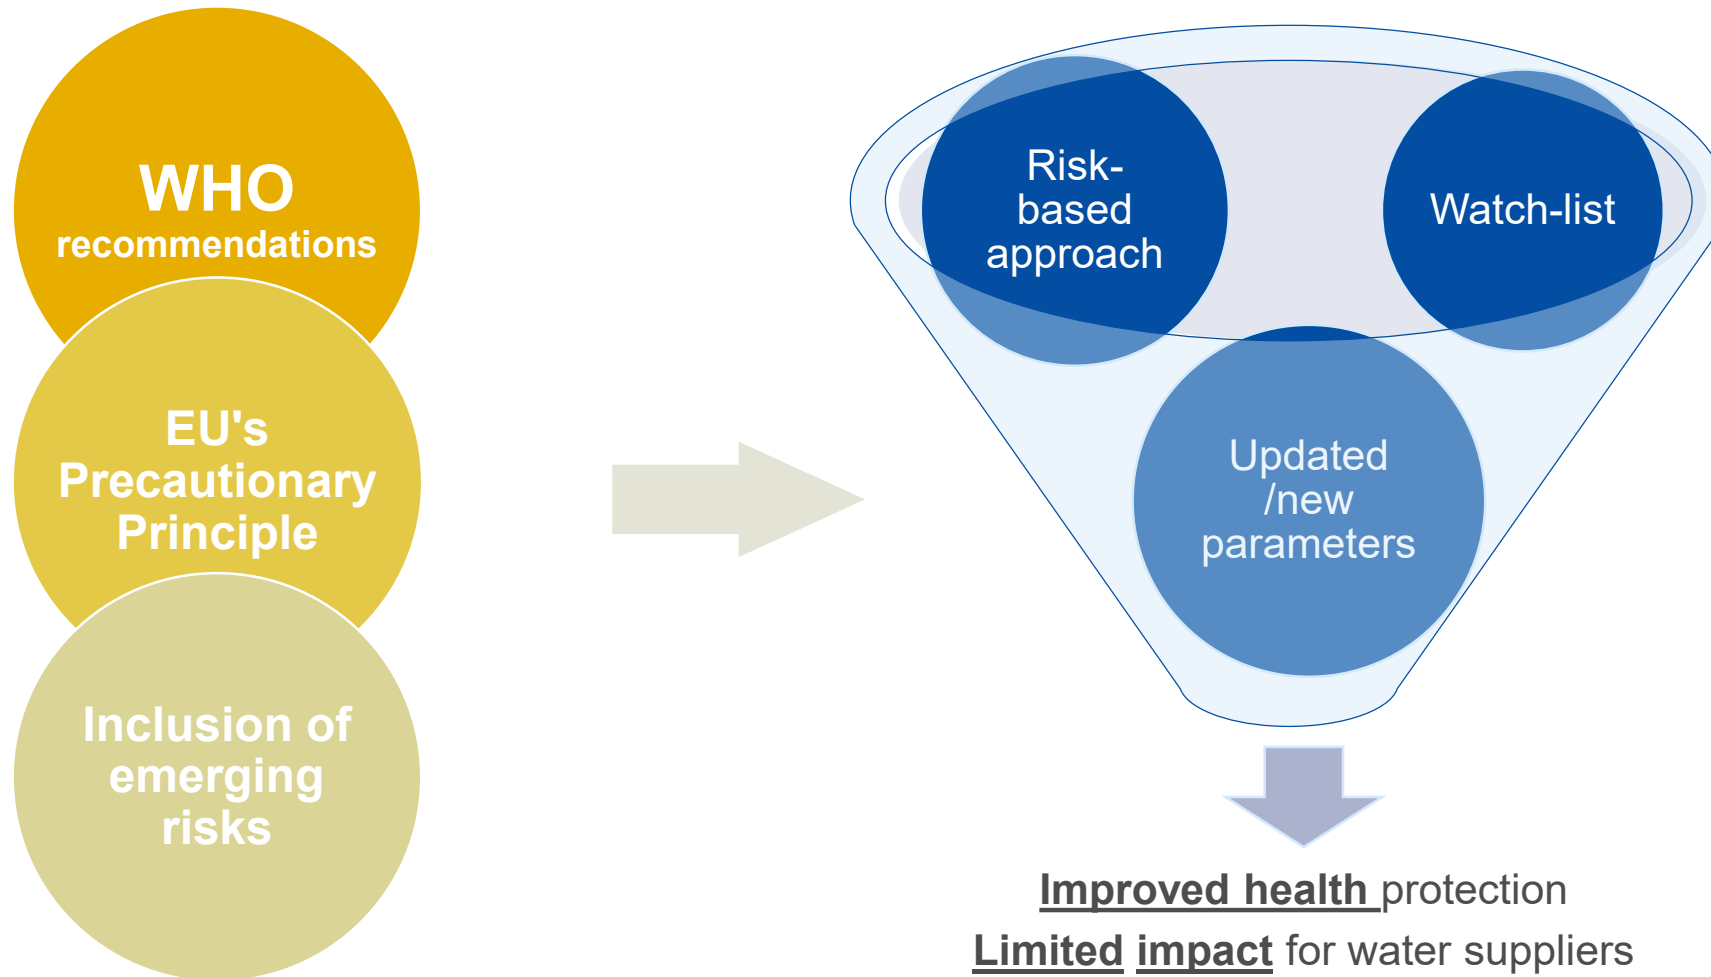 WHO
recommendations
EU's
Precautionary
Principle
Inclusion of
emerging
risks
Risk-
based
approach
Watch-list
Updated
/new
parameters
Improved health protection
Limited impact for water suppliers